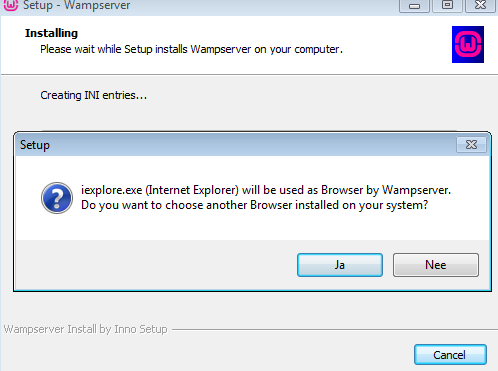 Setup - Wampserver
Installing
Please wait while Setup installs Wampserver on your computer.
Creating INI entries...
Setup
iexplore.exe (Internet Explorer) will be used as Browser by Wampserver.
Do you want to choose another Browser installed on your system?
Ja
Nee
Wampserver Install by Inno Setup
Cancel